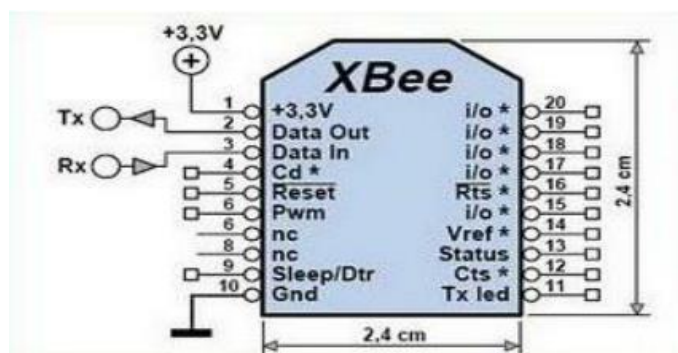 +3,3V
XBee
1 +3,3V i/o * 20
Tx 2 Data Out i/o * 19
3 Data In i/o * 18
Rx 4 Cd * i/o * 17
5 Reset Rts * 16
6 Pwm i/o * 15
6 nc Vref * 14
8 nc Status 13
9 Sleep/Dtr Cts * 12
10 Gnd Tx led 11
2,4 cm
2,4 cm